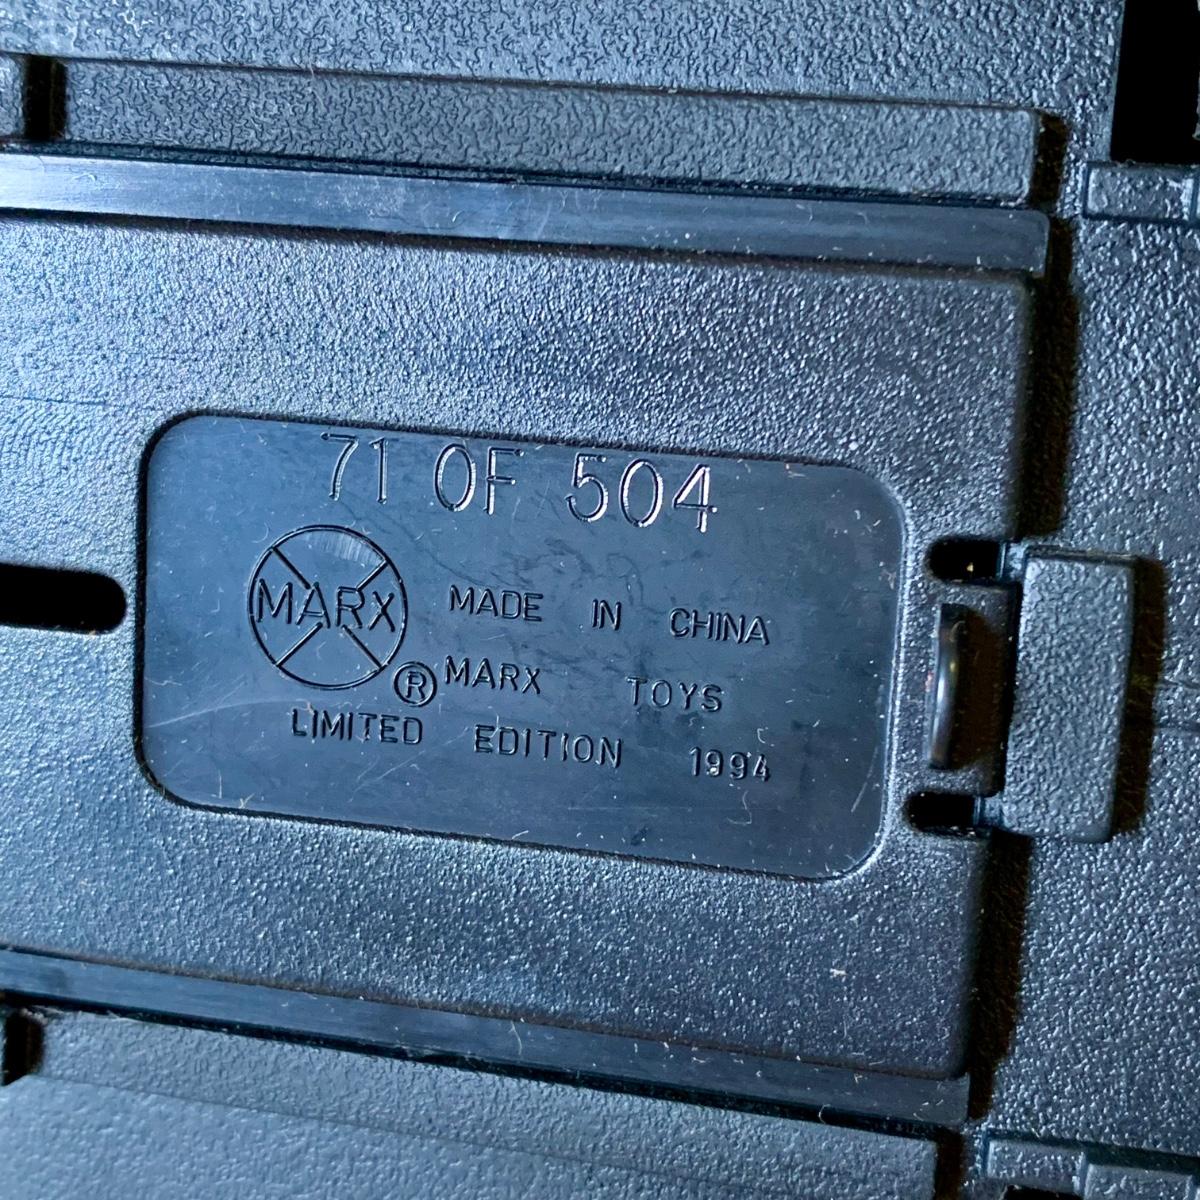 71 OF 504
MARX MADE IN CHINA
® MARX TOYS
LIMITED EDITION 1994